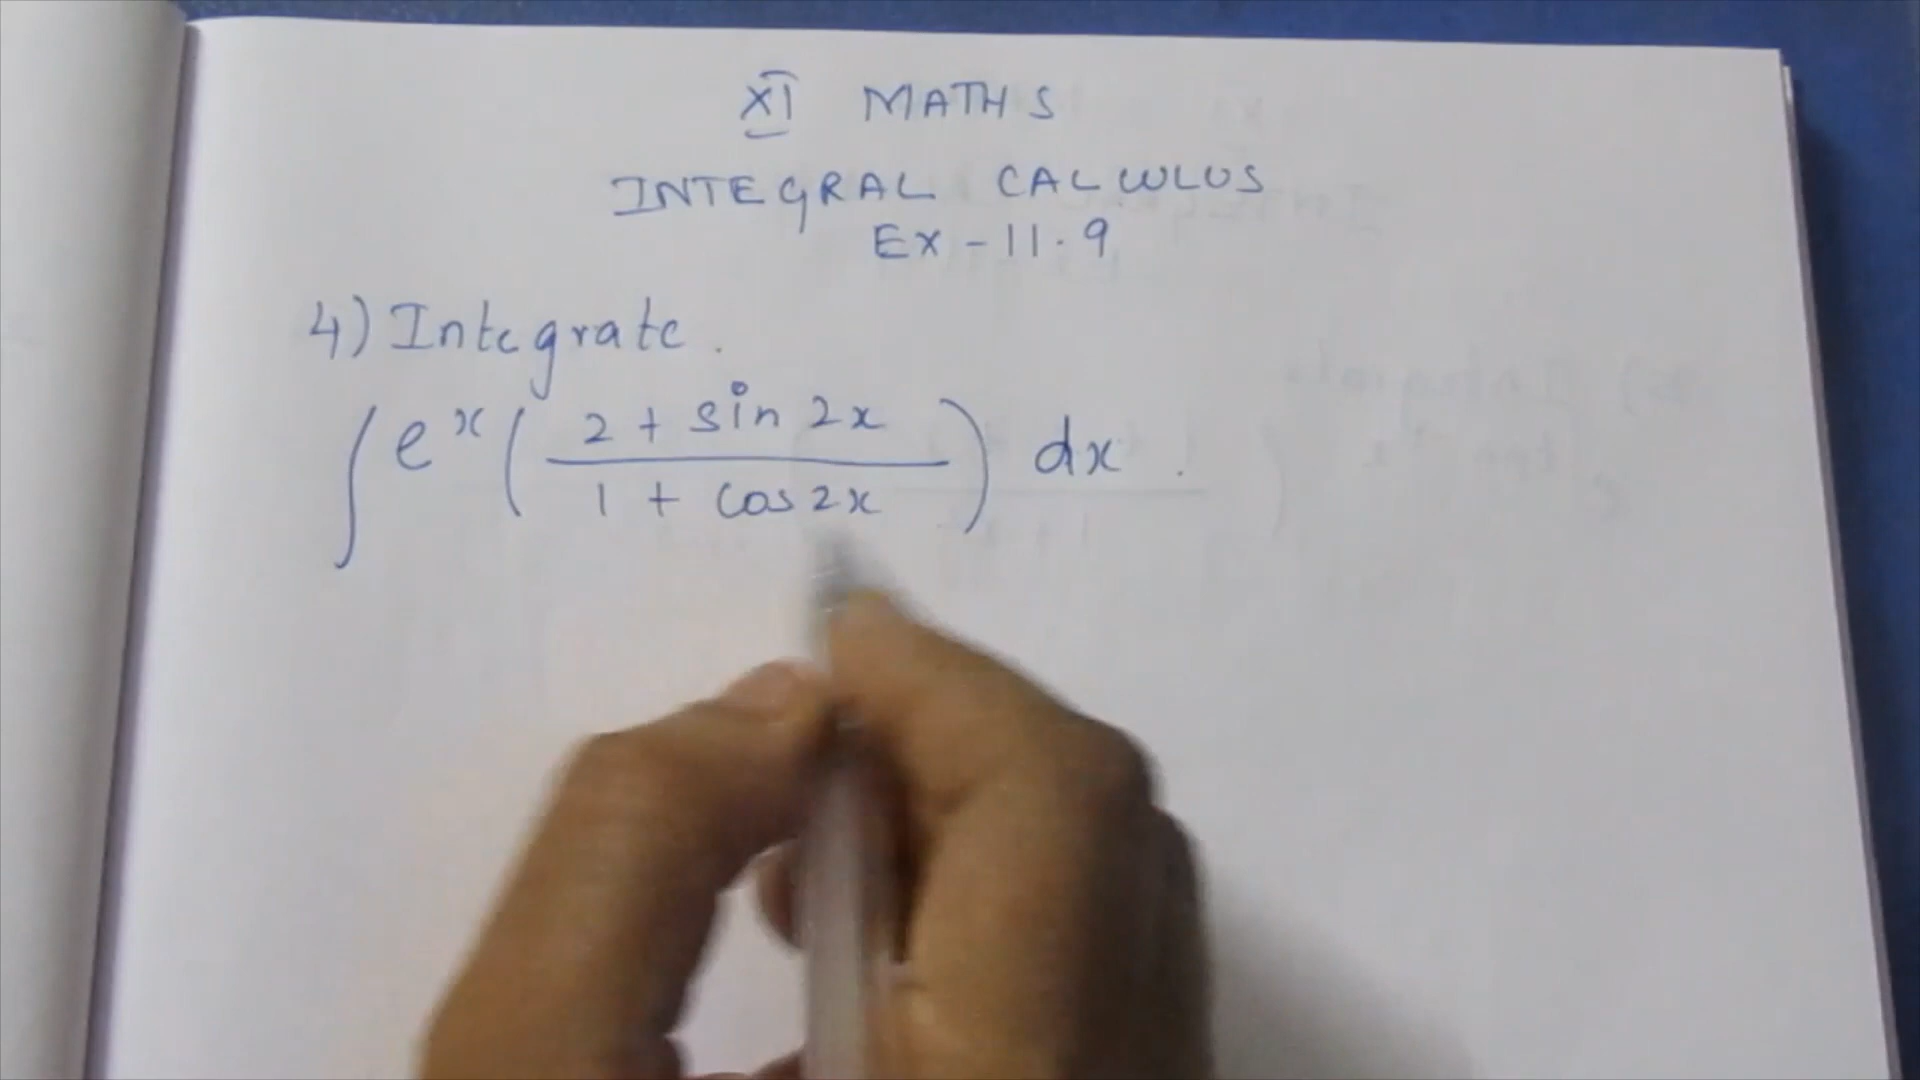 XI MATHS
INTEGRAL CALCULUS
Ex - 11.9
4) Integrate.
∫ e^x ( (2 + sin 2x) / (1 + cos 2x) ) dx.